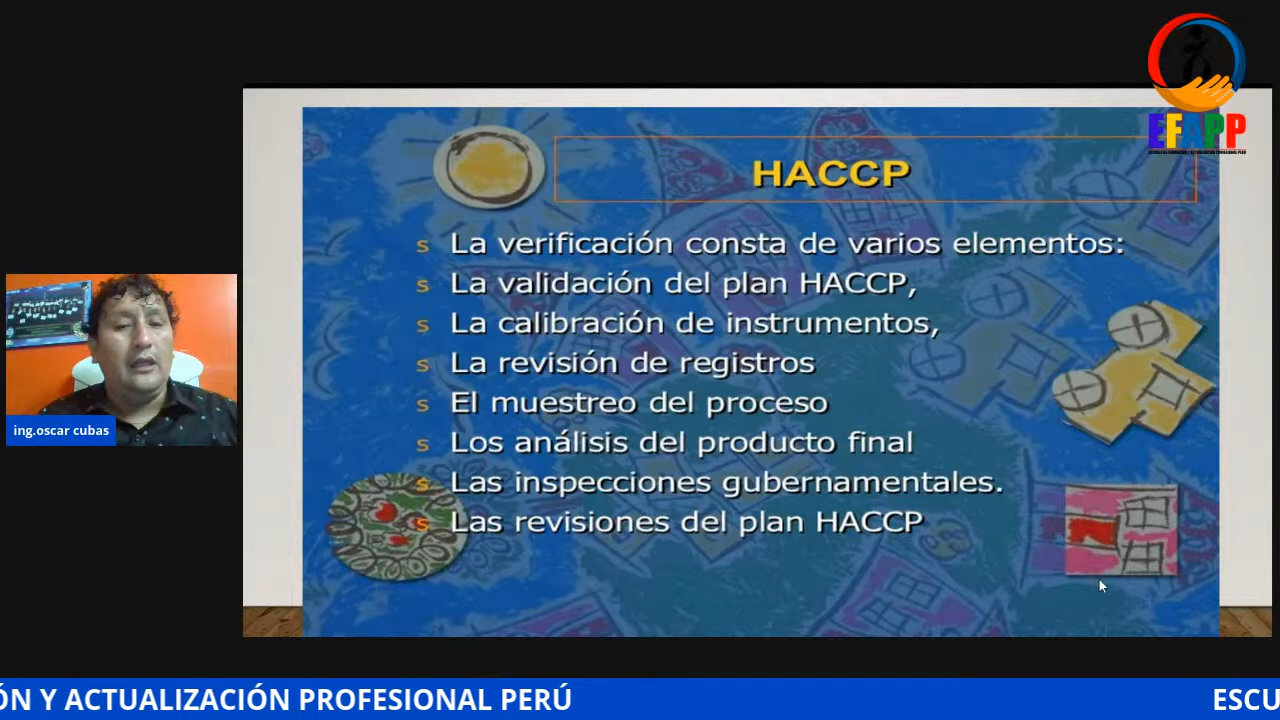 EFAPP
HACCP
s La verificación consta de varios elementos:
s La validación del plan HACCP,
s La calibración de instrumentos,
s La revisión de registros
s El muestreo del proceso
s Los análisis del producto final
s Las inspecciones gubernamentales.
s Las revisiones del plan HACCP
ing.oscar cubas
ÓN Y ACTUALIZACIÓN PROFESIONAL PERÚ
ESCU